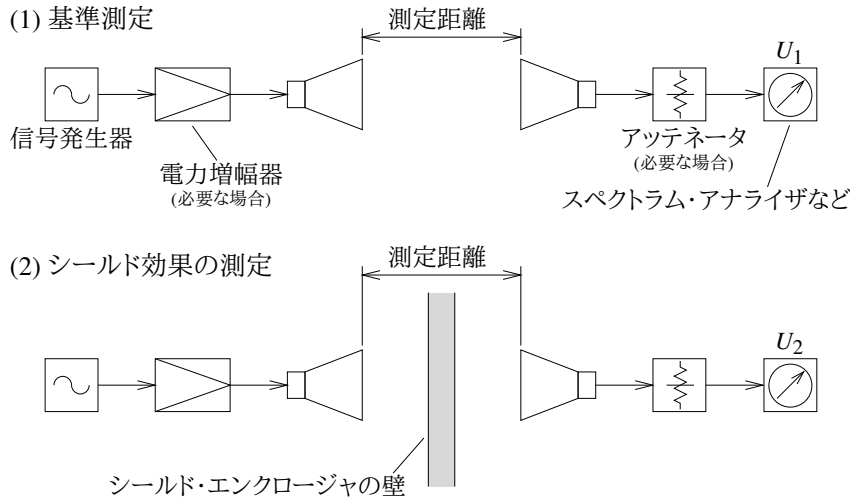 (1) 基準測定
測定距離
U1
信号発生器
電力増幅器
(必要な場合)
アッテネータ
(必要な場合)
スペクトラム・アナライザなど
(2) シールド効果の測定
測定距離
U2
シールド・エンクロージャの壁